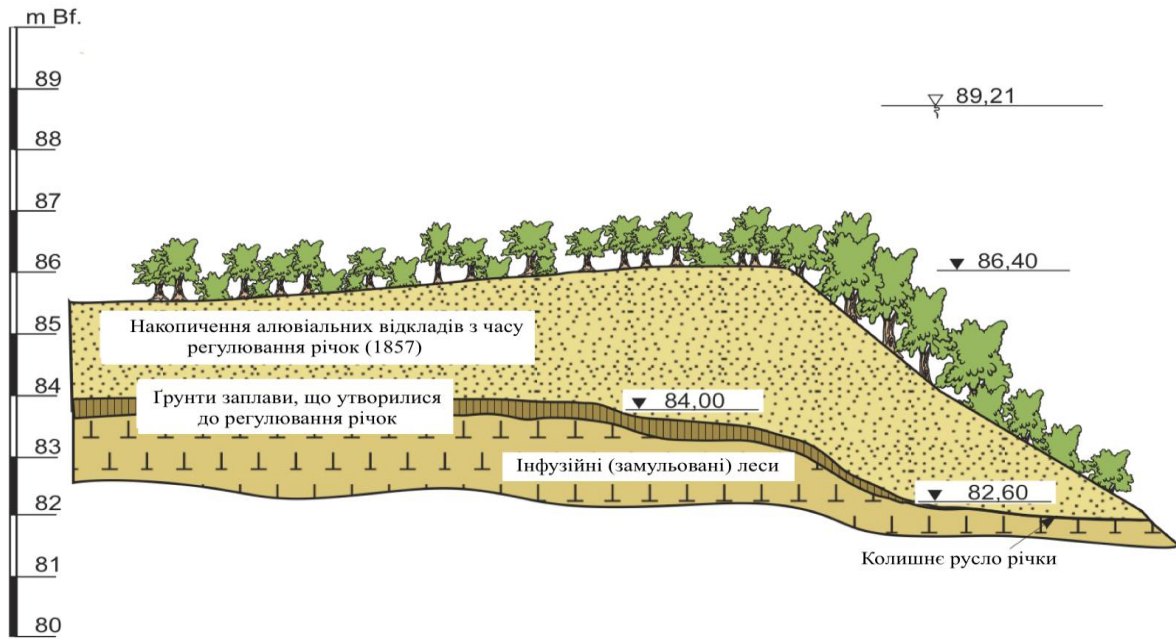 m Bf.
89
88
87
86
85
84
83
82
81
80
89,21
86,40
Накопичення алювіальних відкладів з часу
регулювання річок (1857)
Ґрунти заплави, що утворилися
до регулювання річок
84,00
Інфузійні (замульовані) леси
82,60
Колишнє русло річки